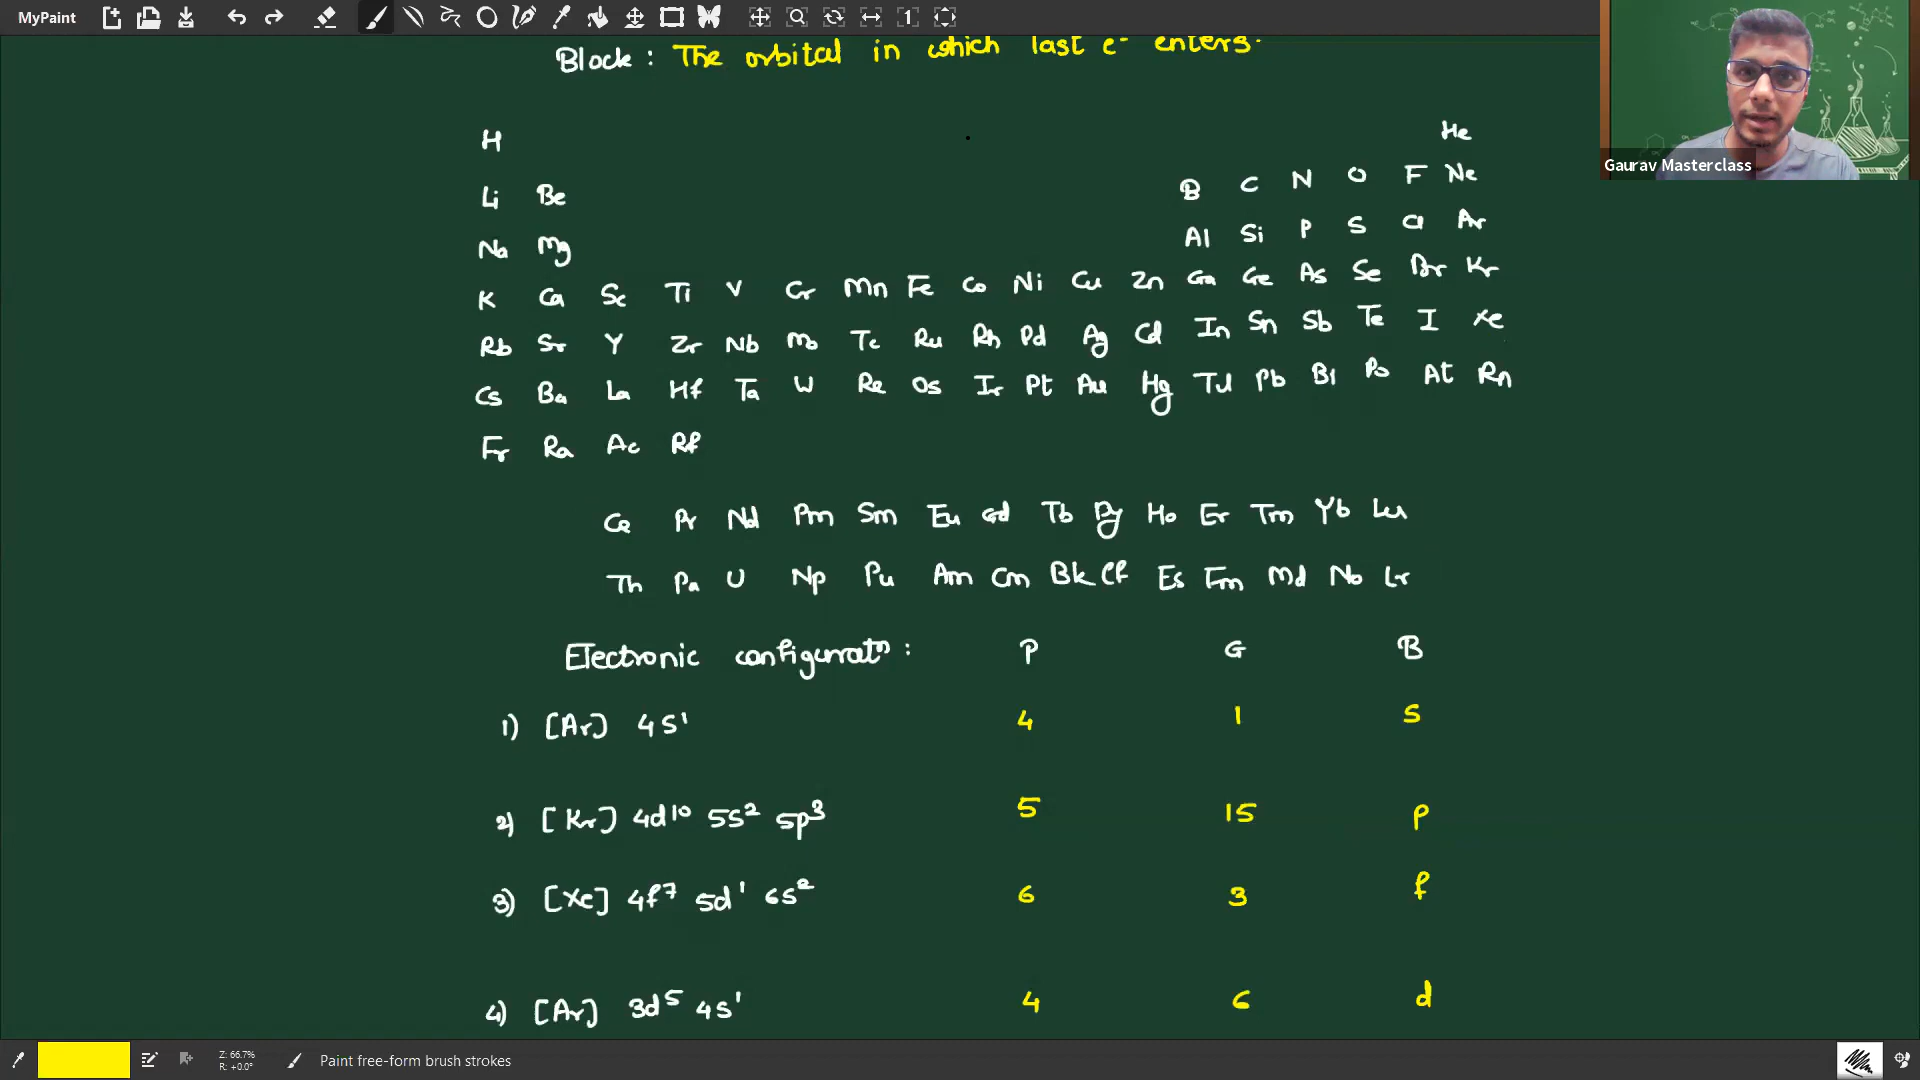 MyPaint
Block : The orbital in which last e⁻ enters.
H He
Li Be B C N O F Ne
Na Mg Al Si P S Cl Ar
K Ca Sc Ti V Cr Mn Fe Co Ni Cu Zn Ga Ge As Se Br Kr
Rb Sr Y Zr Nb Mo Tc Ru Rh Pd Ag Cd In Sn Sb Te I Xe
Cs Ba La Hf Ta W Re Os Ir Pt Au Hg Tl Pb Bi Po At Rn
Fr Ra Ac Rf
Ce Pr Nd Pm Sm Eu Gd Tb Dy Ho Er Tm Yb Lu
Th Pa U Np Pu Am Cm Bk Cf Es Fm Md No Lr
Electronic configuratⁿ : P G B
1) [Ar] 4s¹ 4 1 s
2) [Kr] 4d¹⁰ 5s² 5p³ 5 15 p
3) [Xe] 4f⁷ 5d¹ 6s² 6 3 f
4) [Ar] 3d⁵ 4s¹ 4 6 d
Gaurav Masterclass
Z: 66.7%
R: +0.0°
Paint free-form brush strokes